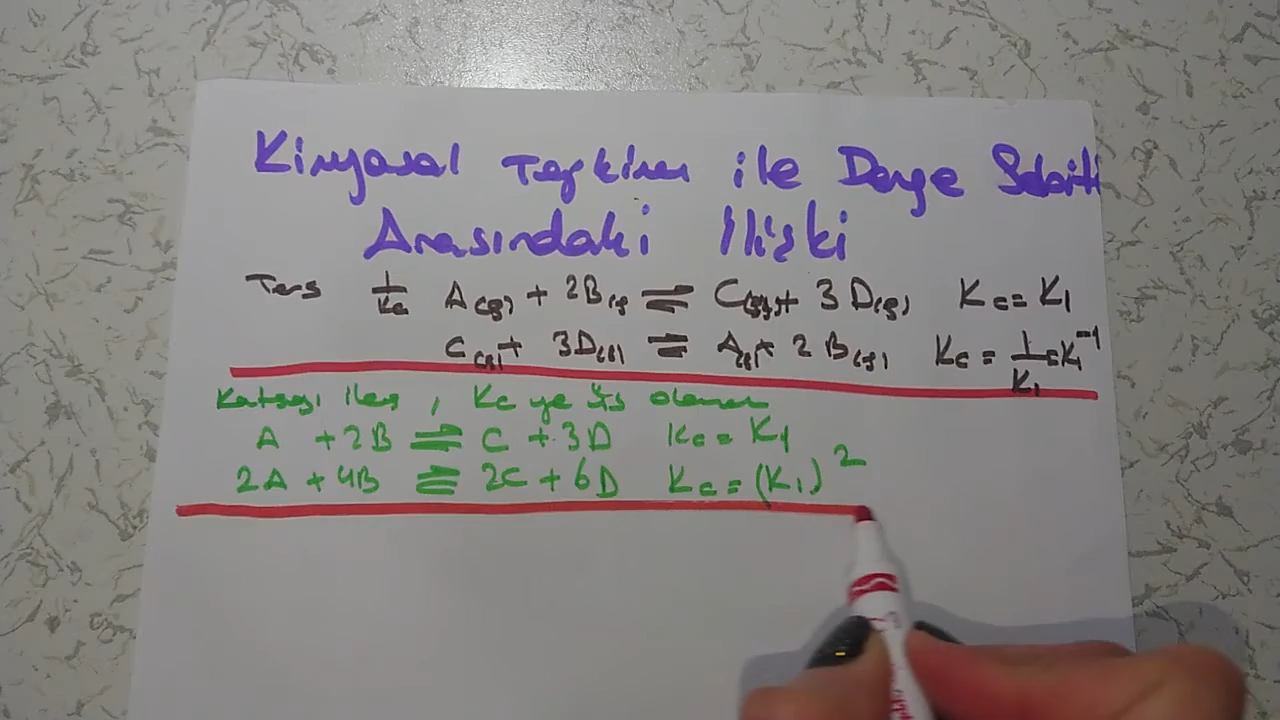 Kimyasal Tepkime ile Denge Sabiti
Arasındaki İlişki
Ters 1/Kc A(g) + 2B(g) ⇌ C(g) + 3D(g) Kc = K1
C(g) + 3D(g) ⇌ A(g) + 2B(g) Kc = 1/K1 = K1⁻¹
Katsayı ile, Kc ye üs olarak
A + 2B ⇌ C + 3D Kc = K1
2A + 4B ⇌ 2C + 6D Kc = (K1)²